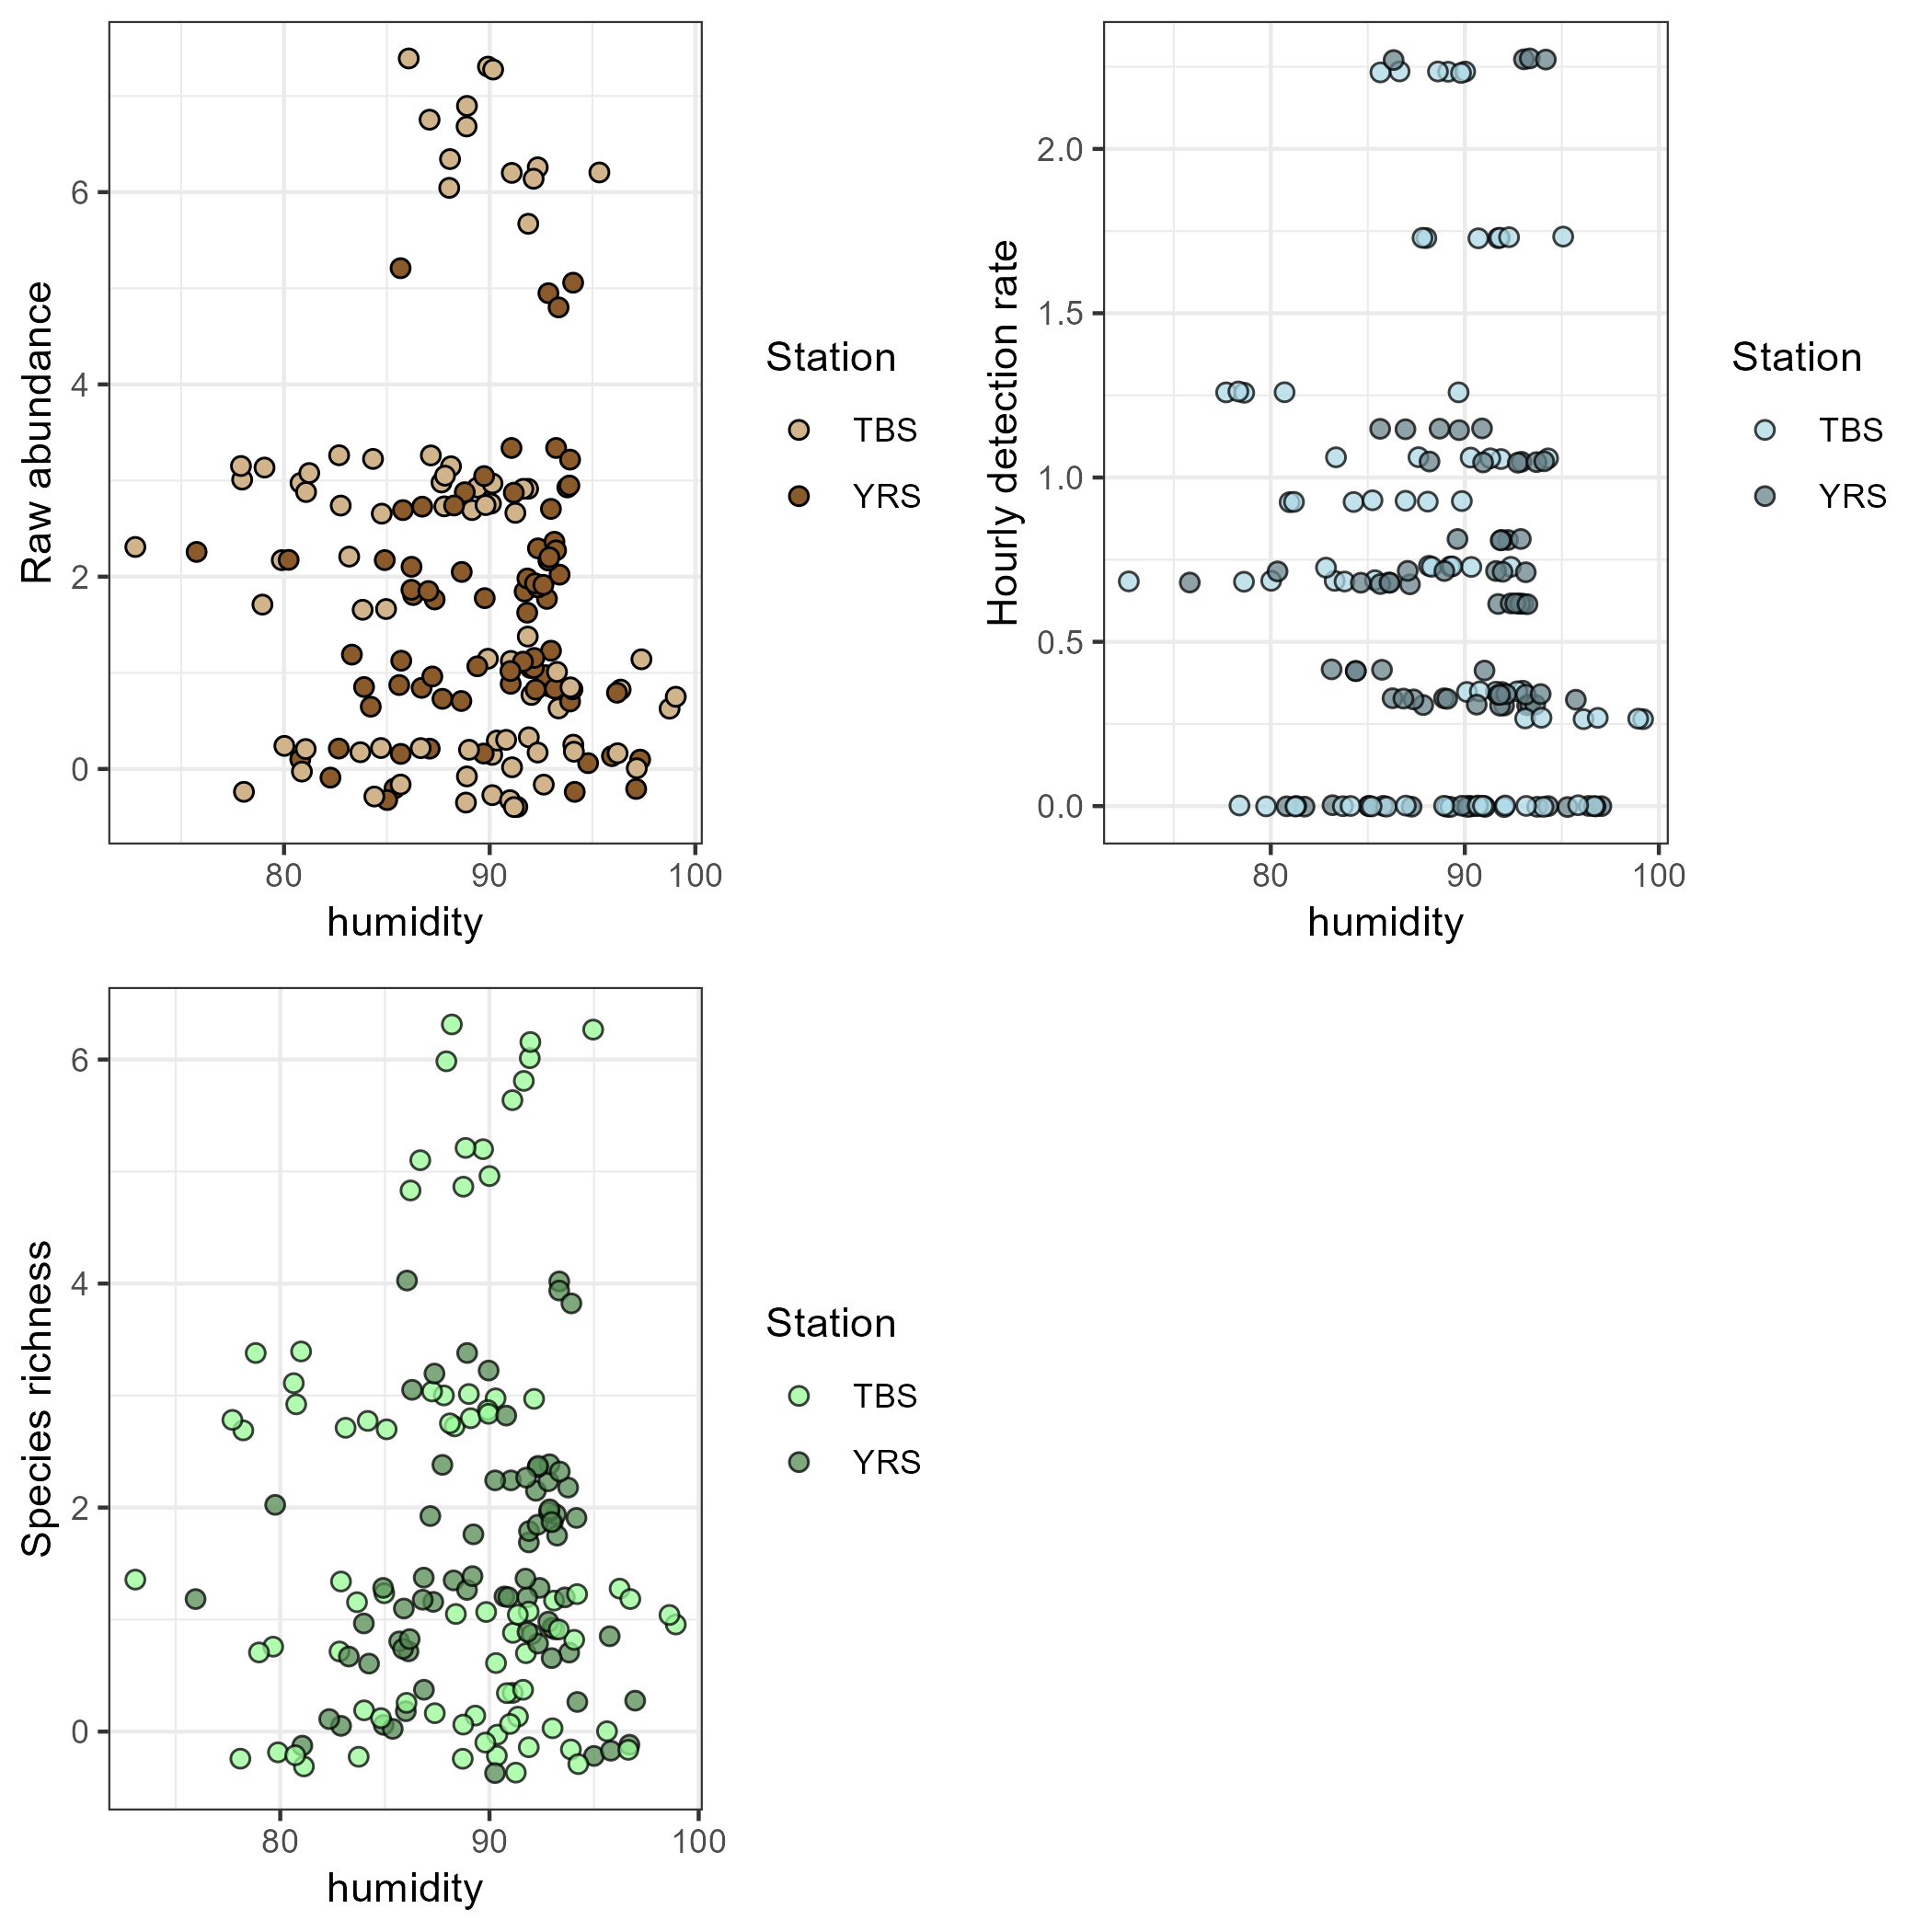 Raw abundance
6
4
2
0
80 90 100
humidity
Station
TBS
YRS
Hourly detection rate
2.0
1.5
1.0
0.5
0.0
80 90 100
humidity
Station
TBS
YRS
Species richness
6
4
2
0
80 90 100
humidity
Station
TBS
YRS